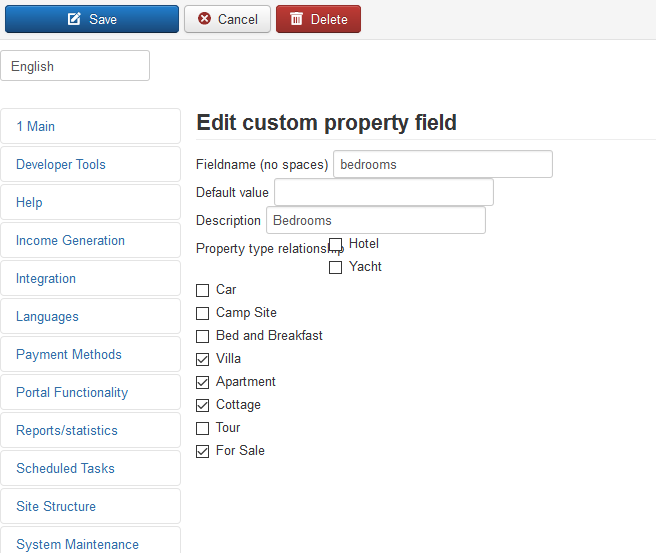 Save Cancel Delete
English
1 Main
Developer Tools
Help
Income Generation
Integration
Languages
Payment Methods
Portal Functionality
Reports/statistics
Scheduled Tasks
Site Structure
System Maintenance
Edit custom property field
Fieldname (no spaces) bedrooms
Default value
Description Bedrooms
Property type relationship
Hotel
Yacht
Car
Camp Site
Bed and Breakfast
Villa
Apartment
Cottage
Tour
For Sale